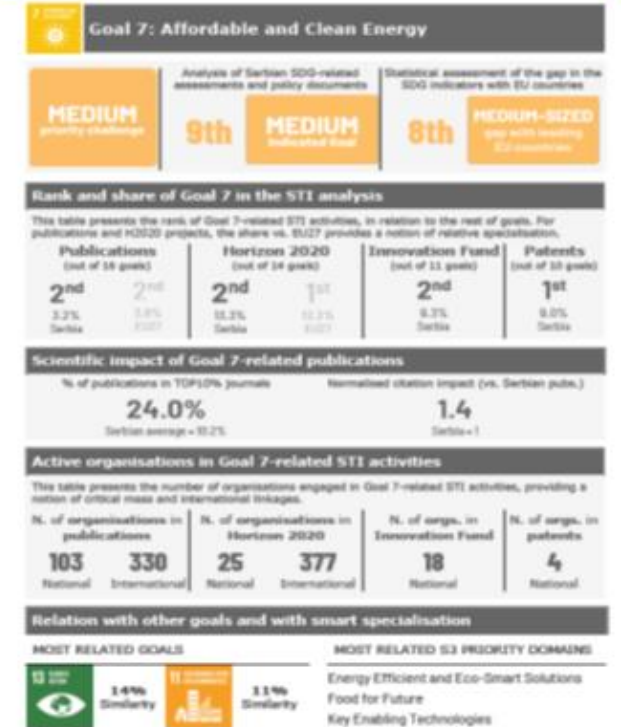 7
Goal 7: Affordable and Clean Energy
MEDIUM
priority challenge
Analysis of Serbian SDG-related
assessments and policy documents
9th
MEDIUM
indicated Goal
Statistical assessment of the gap in the
SDG indicators with EU countries
8th
MEDIUM-SIZED
gap with leading
EU countries
Rank and share of Goal 7 in the STI analysis
This table presents the rank of Goal 7-related STI activities, in relation to the rest of goals. For
publications and H2020 projects, the share vs. EU27 provides a notion of relative specialisation.
Publications
(out of 16 goals)
2nd
2nd
3.2%
Serbia
EU27
Horizon 2020
(out of 14 goals)
2nd
1st
Serbia
EU27
Innovation Fund
(out of 11 goals)
2nd
Serbia
Patents
(out of 10 goals)
1st
Serbia
Scientific impact of Goal 7-related publications
% of publications in TOP10% journals
24.0%
Serbian average = 10.2%
Normalised citation impact (vs. Serbian pubs.)
1.4
Serbia = 1
Active organisations in Goal 7-related STI activities
This table presents the number of organisations engaged in Goal 7-related STI activities, providing a
notion of critical mass and international linkages.
N. of organisations in
publications
103
330
National
International
N. of organisations in
Horizon 2020
25
377
National
International
N. of orgs. in
Innovation Fund
18
National
N. of orgs. in
patents
4
National
Relation with other goals and with smart specialisation
MOST RELATED GOALS
13
14%
Similarity
11
11%
Similarity
MOST RELATED S3 PRIORITY DOMAINS
Energy Efficient and Eco-Smart Solutions
Food for Future
Key Enabling Technologies